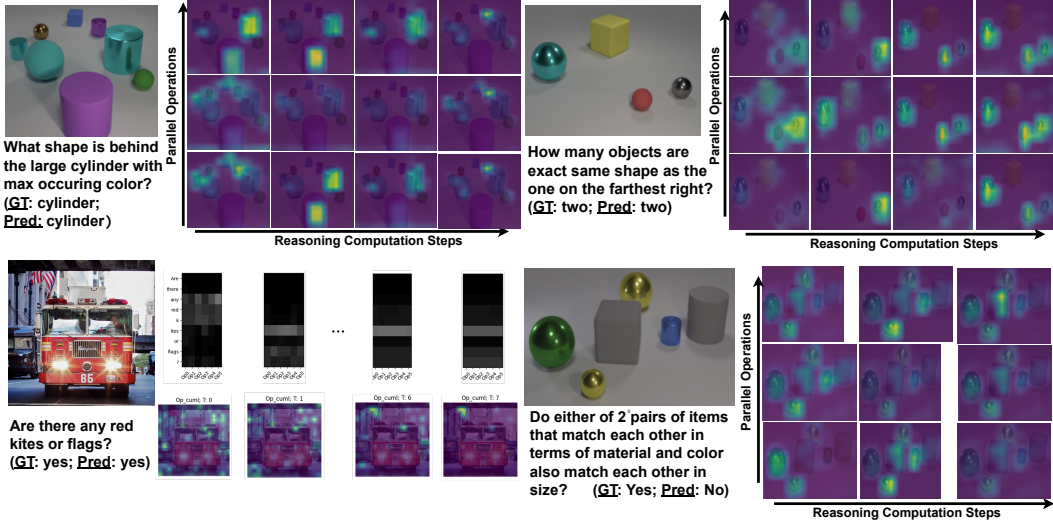 What shape is behind
the large cylinder with
max occuring color?
(GT: cylinder;
Pred: cylinder)
Parallel Operations
Reasoning Computation Steps
How many objects are
exact same shape as the
one on the farthest right?
(GT: two; Pred: two)
Parallel Operations
Reasoning Computation Steps
65
Are there any red
kites or flags?
(GT: yes; Pred: yes)
Are
there
any
red
k
ites
or
flags
?
...
Op_cuml; T: 0
Op_cuml; T: 1
Op_cuml; T: 6
Op_cuml; T: 7
Do either of 2 pairs of items
that match each other in
terms of material and color
also match each other in
size? (GT: Yes; Pred: No)
Parallel Operations
Reasoning Computation Steps